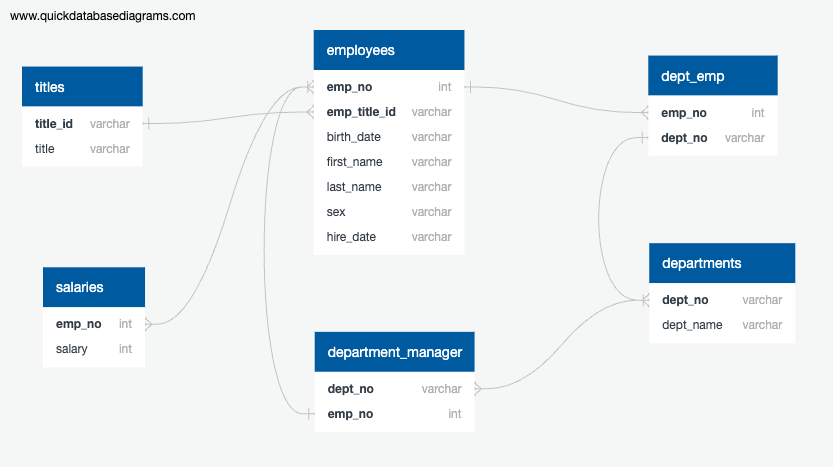 www.quickdatabasediagrams.com
titles
title_id varchar
title varchar
employees
emp_no int
emp_title_id varchar
birth_date varchar
first_name varchar
last_name varchar
sex varchar
hire_date varchar
dept_emp
emp_no int
dept_no varchar
salaries
emp_no int
salary int
department_manager
dept_no varchar
emp_no int
departments
dept_no varchar
dept_name varchar